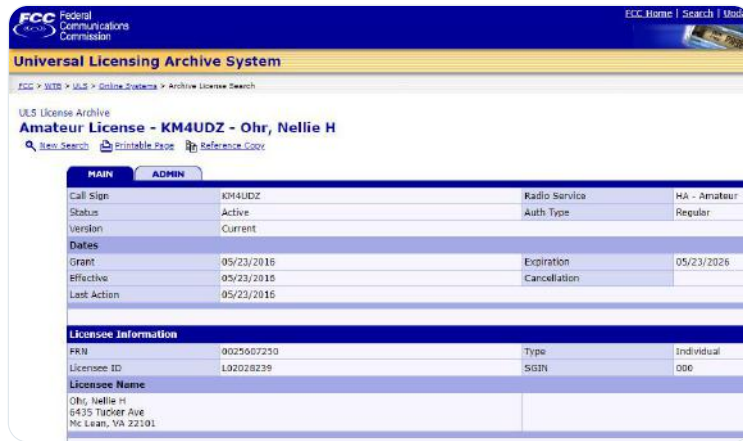 FCC Federal
Communications
Commission
FCC Home | Search | Upd
Universal Licensing Archive System
FCC > WTB > ULS > Online Systems > Archive License Search
ULS License Archive
Amateur License - KM4UDZ - Ohr, Nellie H
New Search Printable Page Reference Copy
MAIN ADMIN
Call Sign KM4UDZ Radio Service HA - Amateur
Status Active Auth Type Regular
Version Current
Dates
Grant 05/23/2016 Expiration 05/23/2026
Effective 05/23/2016 Cancellation
Last Action 05/23/2016
Licensee Information
FRN 0025607250 Type Individual
Licensee ID L02028239 SGIN 000
Licensee Name
Ohr, Nellie H
6435 Tucker Ave
Mc Lean, VA 22101